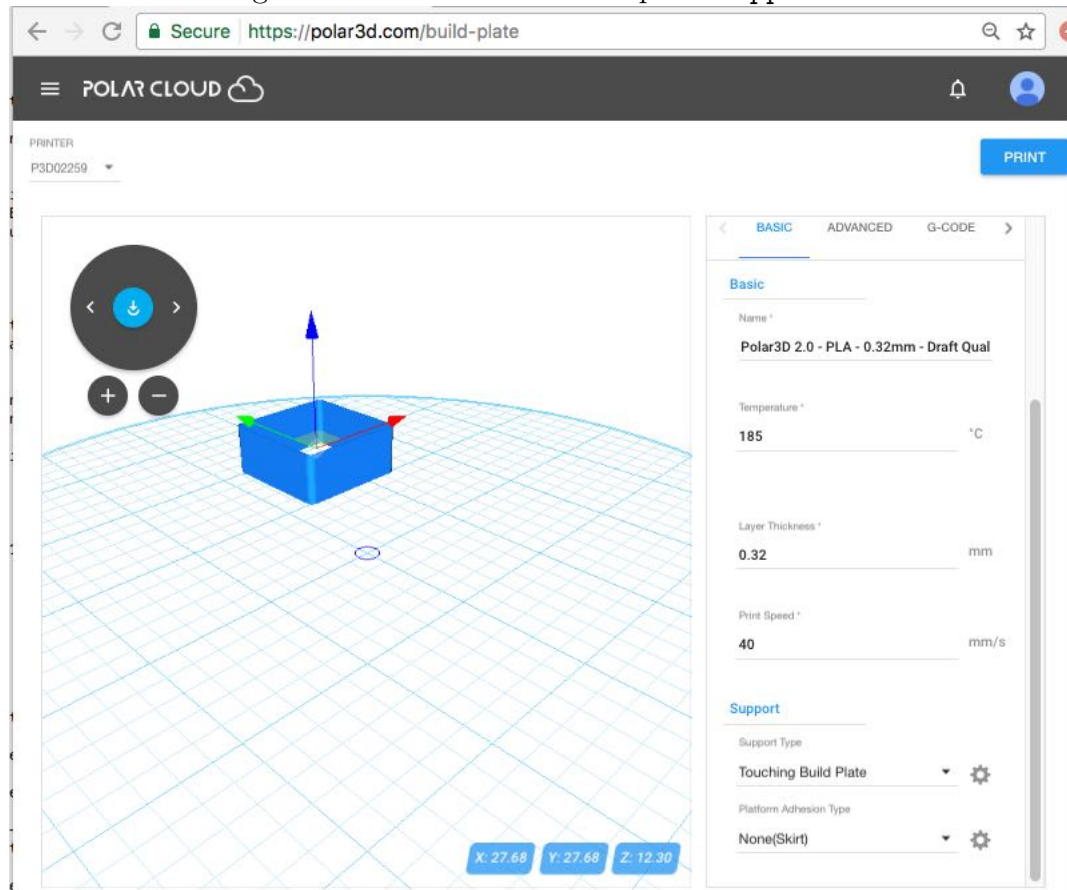 Secure https://polar3d.com/build-plate
POLAR CLOUD
PRINTER
P3D02259
PRINT
BASIC ADVANCED G-CODE
Basic
Name *
Polar3D 2.0 - PLA - 0.32mm - Draft Qual
Temperature *
185 °C
Layer Thickness *
0.32 mm
Print Speed *
40 mm/s
Support
Support Type
Touching Build Plate
Platform Adhesion Type
None(Skirt)
X: 27.68 Y: 27.68 Z: 12.30